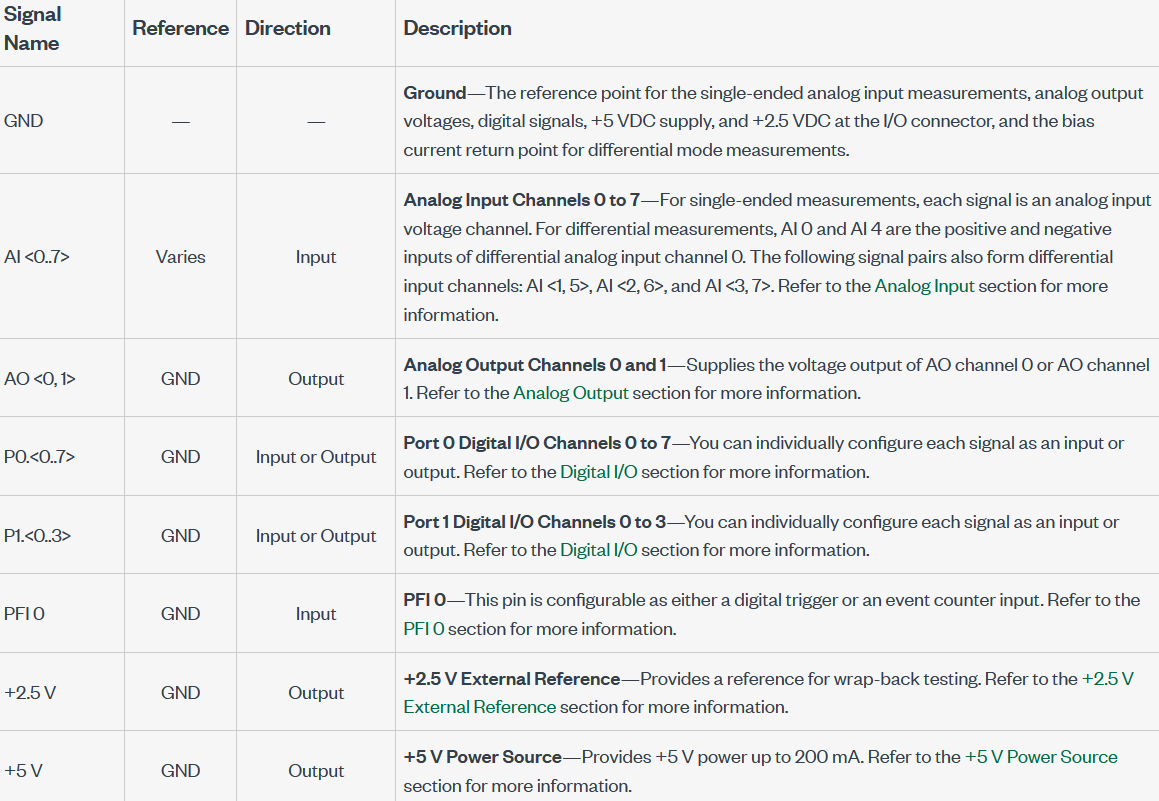 Signal
Name
Reference
Direction
Description
GND
—
—
Ground—The reference point for the single-ended analog input measurements, analog output
voltages, digital signals, +5 VDC supply, and +2.5 VDC at the I/O connector, and the bias
current return point for differential mode measurements.
AI <0..7>
Varies
Input
Analog Input Channels 0 to 7—For single-ended measurements, each signal is an analog input
voltage channel. For differential measurements, AI 0 and AI 4 are the positive and negative
inputs of differential analog input channel 0. The following signal pairs also form differential
input channels: AI <1, 5>, AI <2, 6>, and AI <3, 7>. Refer to the Analog Input section for more
information.
AO <0, 1>
GND
Output
Analog Output Channels 0 and 1—Supplies the voltage output of AO channel 0 or AO channel
1. Refer to the Analog Output section for more information.
P0.<0..7>
GND
Input or Output
Port 0 Digital I/O Channels 0 to 7—You can individually configure each signal as an input or
output. Refer to the Digital I/O section for more information.
P1.<0..3>
GND
Input or Output
Port 1 Digital I/O Channels 0 to 3—You can individually configure each signal as an input or
output. Refer to the Digital I/O section for more information.
PFI 0
GND
Input
PFI 0—This pin is configurable as either a digital trigger or an event counter input. Refer to the
PFI 0 section for more information.
+2.5 V
GND
Output
+2.5 V External Reference—Provides a reference for wrap-back testing. Refer to the +2.5 V
External Reference section for more information.
+5 V
GND
Output
+5 V Power Source—Provides +5 V power up to 200 mA. Refer to the +5 V Power Source
section for more information.